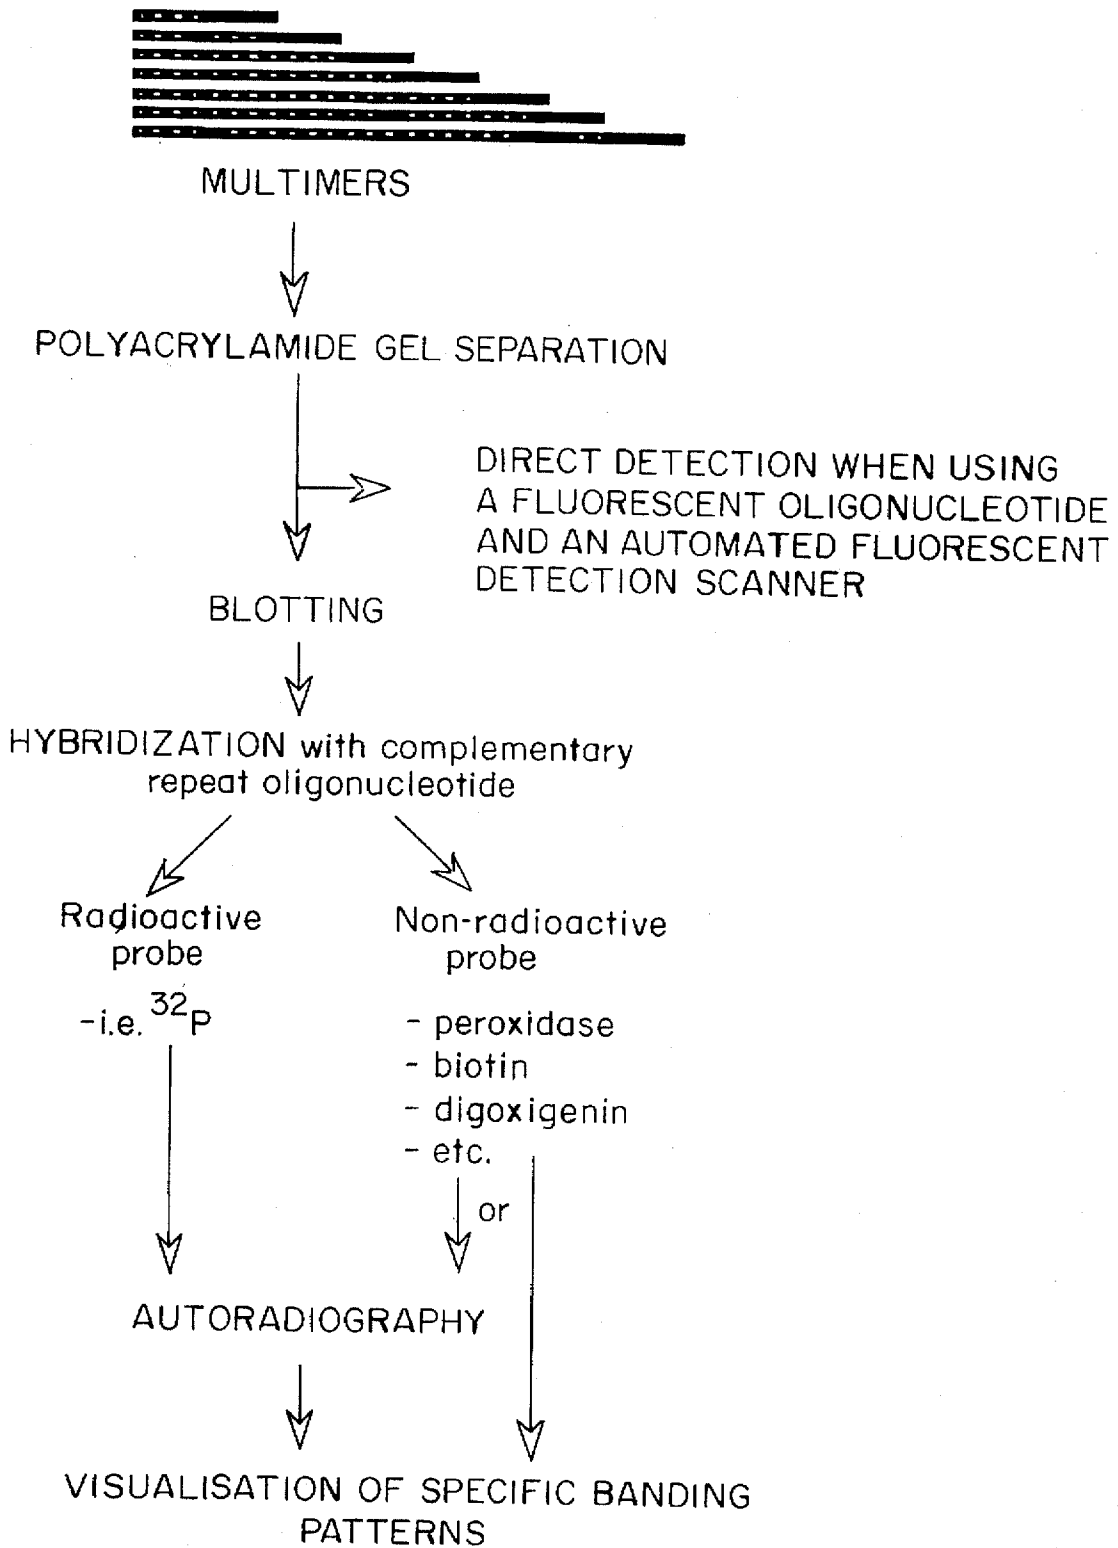 MULTIMERS
POLYACRYLAMIDE GEL SEPARATION
DIRECT DETECTION WHEN USING
A FLUORESCENT OLIGONUCLEOTIDE
AND AN AUTOMATED FLUORESCENT
DETECTION SCANNER
BLOTTING
HYBRIDIZATION with complementary
repeat oligonucleotide
Radioactive
probe
-i.e. ³²P
Non-radioactive
probe
- peroxidase
- biotin
- digoxigenin
- etc.
or
AUTORADIOGRAPHY
VISUALISATION OF SPECIFIC BANDING
PATTERNS